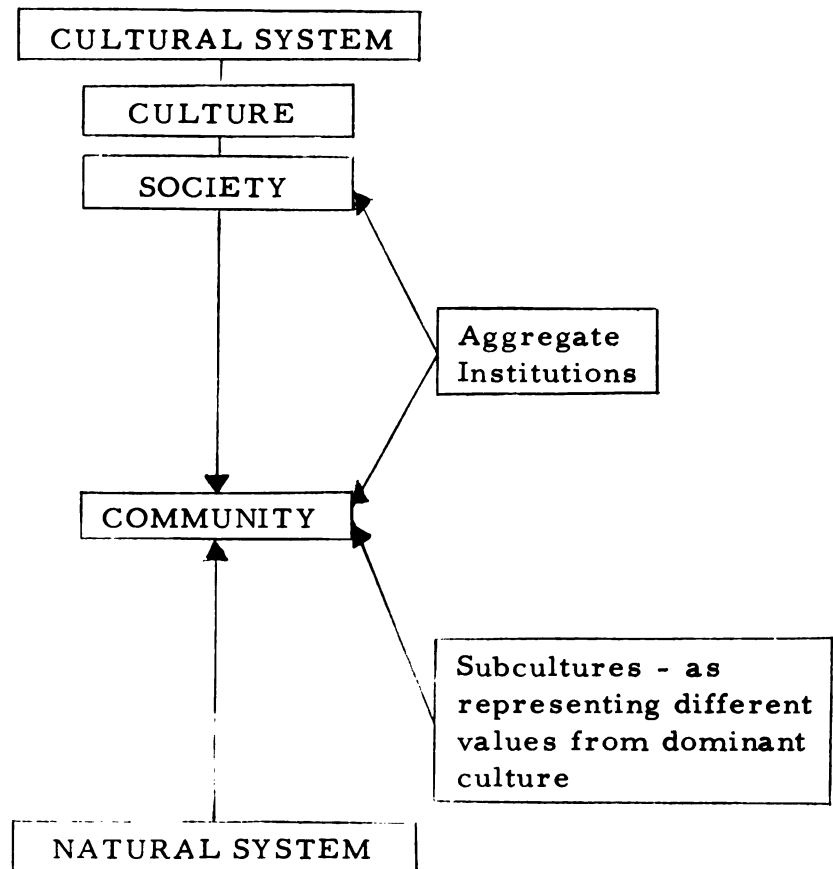 CULTURAL SYSTEM
CULTURE
SOCIETY
Aggregate
Institutions
COMMUNITY
Subcultures - as
representing different
values from dominant
culture
NATURAL SYSTEM